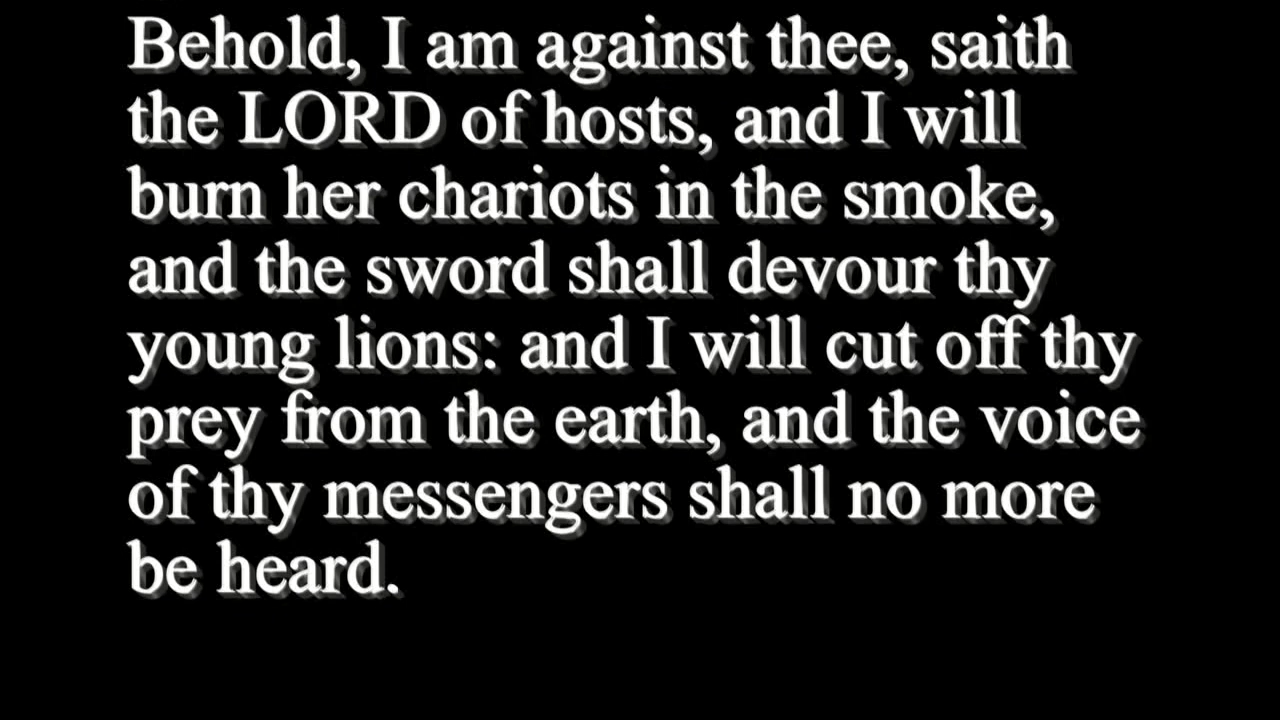 Behold, I am against thee, saith
the LORD of hosts, and I will
burn her chariots in the smoke,
and the sword shall devour thy
young lions: and I will cut off thy
prey from the earth, and the voice
of thy messengers shall no more
be heard.